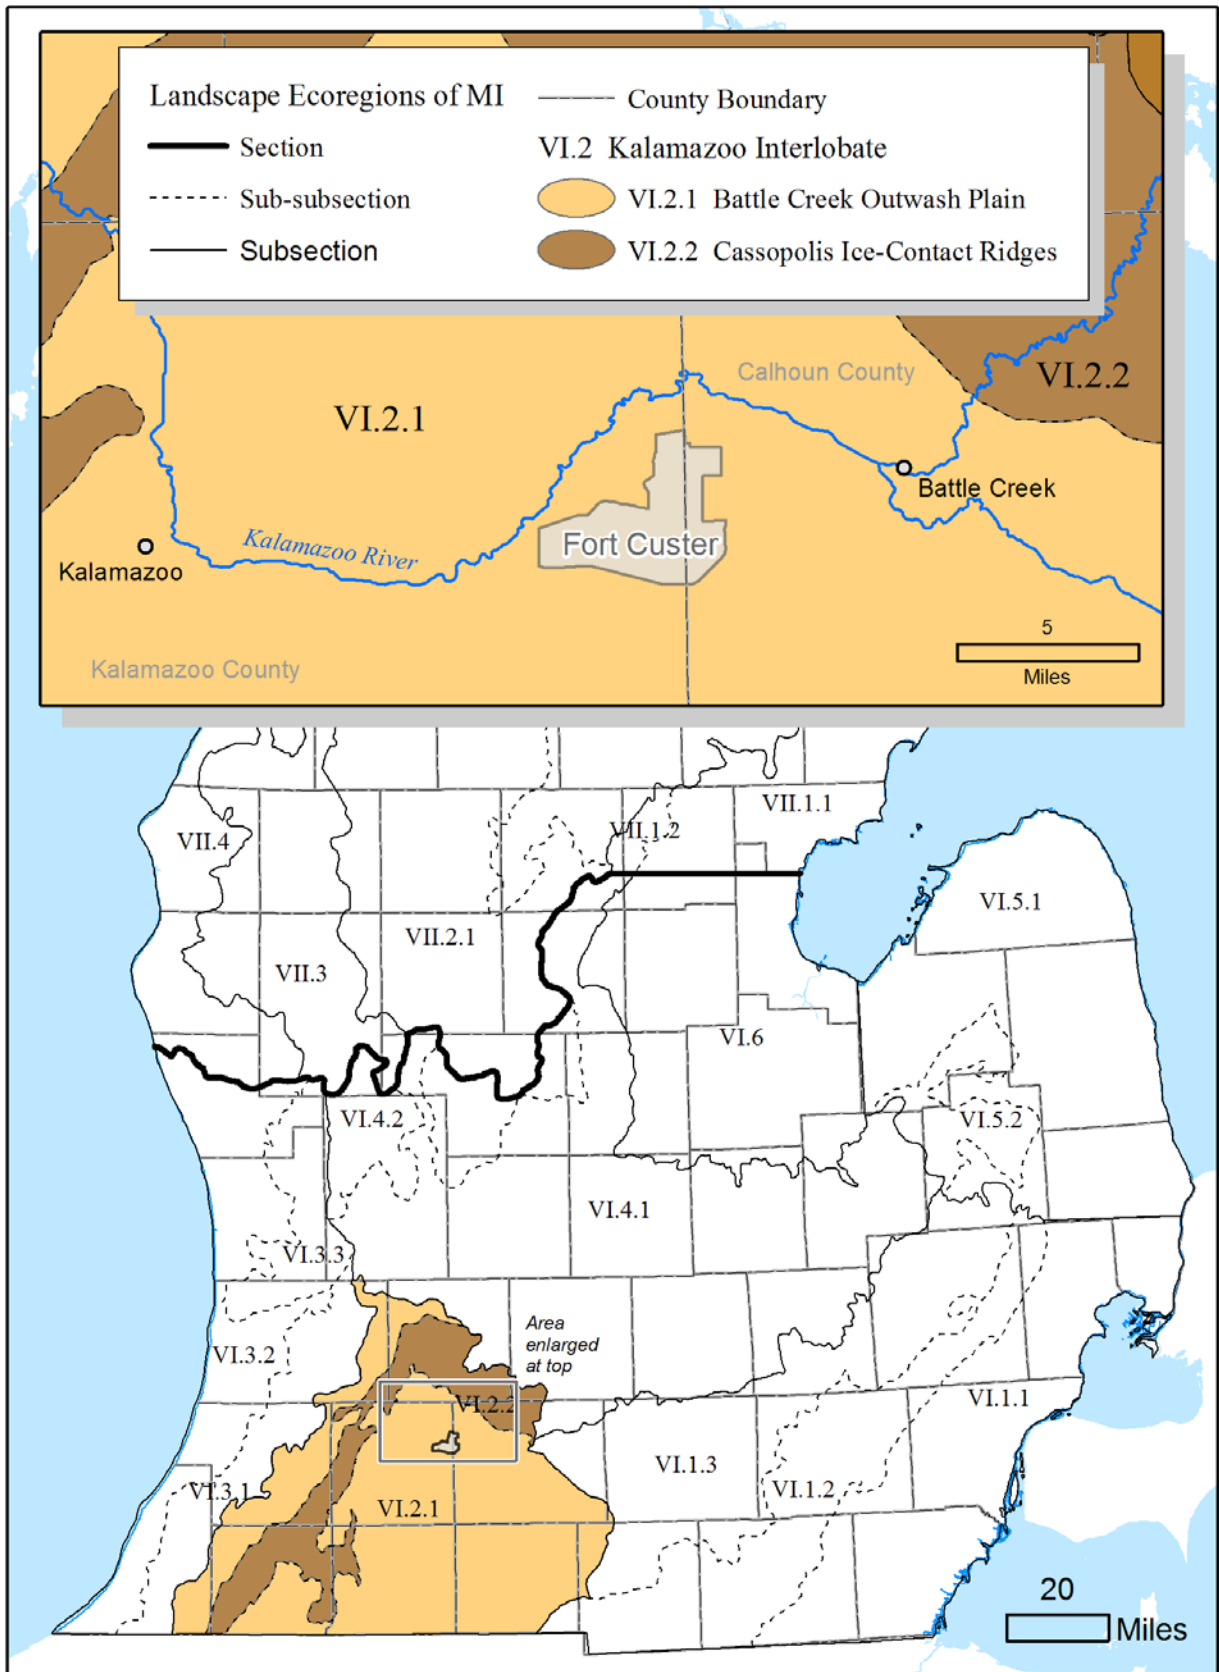 Landscape Ecoregions of MI
Section
Sub-subsection
Subsection
County Boundary
VI.2 Kalamazoo Interlobate
VI.2.1 Battle Creek Outwash Plain
VI.2.2 Cassopolis Ice-Contact Ridges
Calhoun County
VI.2.2
VI.2.1
Battle Creek
Kalamazoo River
Fort Custer
Kalamazoo
5
Miles
Kalamazoo County
VII.1.1
VII.4
VII.1.2
VI.5.1
VII.2.1
VII.3
VI.6
VI.4.2
VI.5.2
VI.4.1
VI.3.3
Area
enlarged
at top
VI.3.2
VI.2.2
VI.1.1
VI.1.3
VI.3.1
VI.1.2
VI.2.1
20
Miles